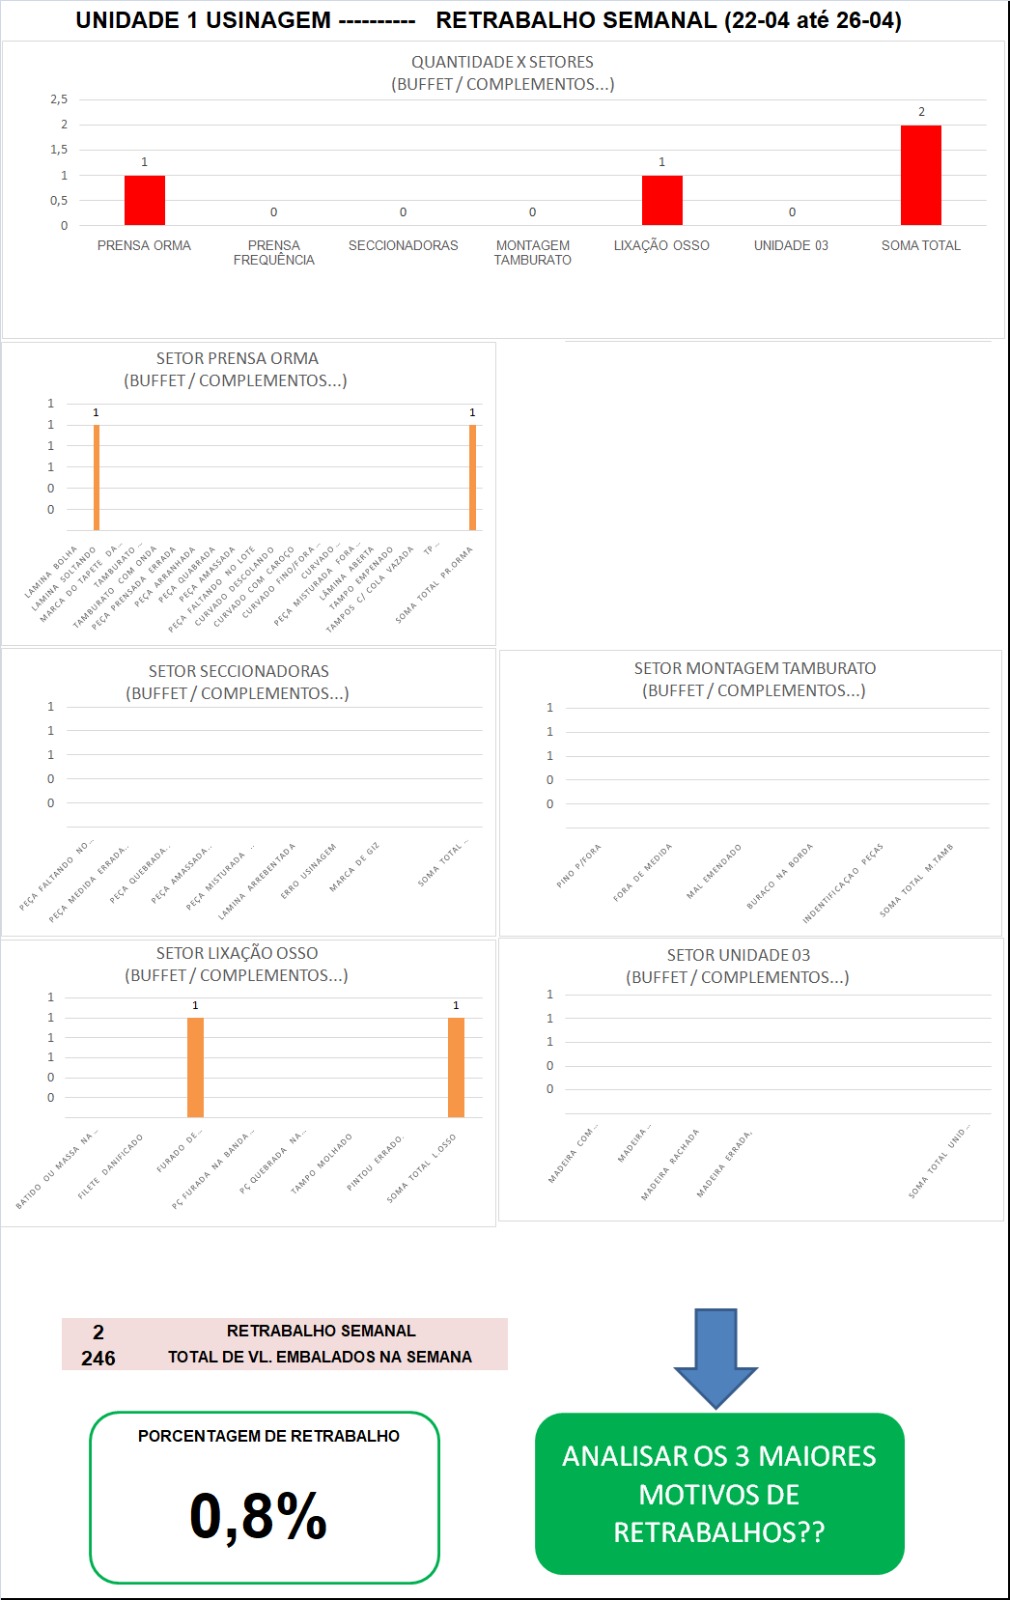 UNIDADE 1 USINAGEM ---------- RETRABALHO SEMANAL (22-04 até 26-04)
QUANTIDADE X SETORES
(BUFFET / COMPLEMENTOS...)
2,5
2
1,5
1
0,5
0
1
0
0
0
1
0
2
PRENSA ORMA
PRENSA
FREQUÊNCIA
SECCIONADORAS
MONTAGEM
TAMBURATO
LIXAÇÃO OSSO
UNIDADE 03
SOMA TOTAL
SETOR PRENSA ORMA
(BUFFET / COMPLEMENTOS...)
1
1
1
1
0
0
1
1
LAMINA BOLHA
LAMINA SOLTANDO
MARCA DO TAPETE DA...
TAMBURATO...
TAMBURATO COM ONDA
PEÇA PRENSADA ERRADA
PEÇA ARRANHADA
PEÇA QUABRADA
PEÇA AMASSADA
PEÇA FALTANDO NO LOTE
CURVADO DESCOLANDO
CURVADO COM CAROÇO
CURVADO FINO/FORA...
CURVADO...
PEÇA MISTURADA FORA...
LÂMINA ABERTA
TAMPO EMPENADO
TAMPOS C/ COLA VAZADA
TP...
SOMA TOTAL PR.ORMA
SETOR SECCIONADORAS
(BUFFET / COMPLEMENTOS...)
1
1
1
0
0
PEÇA FALTANDO NO...
PEÇA MEDIDA ERRADA...
PEÇA QUEBRADA...
PEÇA AMASSADA...
PEÇA MISTURADA ...
LAMINA ARREBENTADA
ERRO USINAGEM
MARCA DE GIZ
SOMA TOTAL ...
SETOR MONTAGEM TAMBURATO
(BUFFET / COMPLEMENTOS...)
1
1
1
0
0
PINO P/FORA
FORA DE MEDIDA
MAL EMENDADO
BURACO NA BORDA
INDENTIFICAÇAO PEÇAS
SOMA TOTAL M.TAMB
SETOR LIXAÇÃO OSSO
(BUFFET / COMPLEMENTOS...)
1
1
1
1
0
0
1
1
BATIDO OU MASSA NA...
FILETE DANIFICADO
FURADO DE...
PÇ FURADA NA BANDA...
PÇ QUEBRADA NA...
TAMPO MOLHADO
PINTOU ERRADO.
SOMA TOTAL L.OSSO
SETOR UNIDADE 03
(BUFFET / COMPLEMENTOS...)
1
1
1
0
0
MADEIRA COM...
MADEIRA...
MADEIRA RACHADA
MADEIRA ERRADA,
SOMA TOTAL UNID...
2 RETRABALHO SEMANAL
246 TOTAL DE VL. EMBALADOS NA SEMANA
PORCENTAGEM DE RETRABALHO
0,8%
ANALISAR OS 3 MAIORES
MOTIVOS DE
RETRABALHOS??